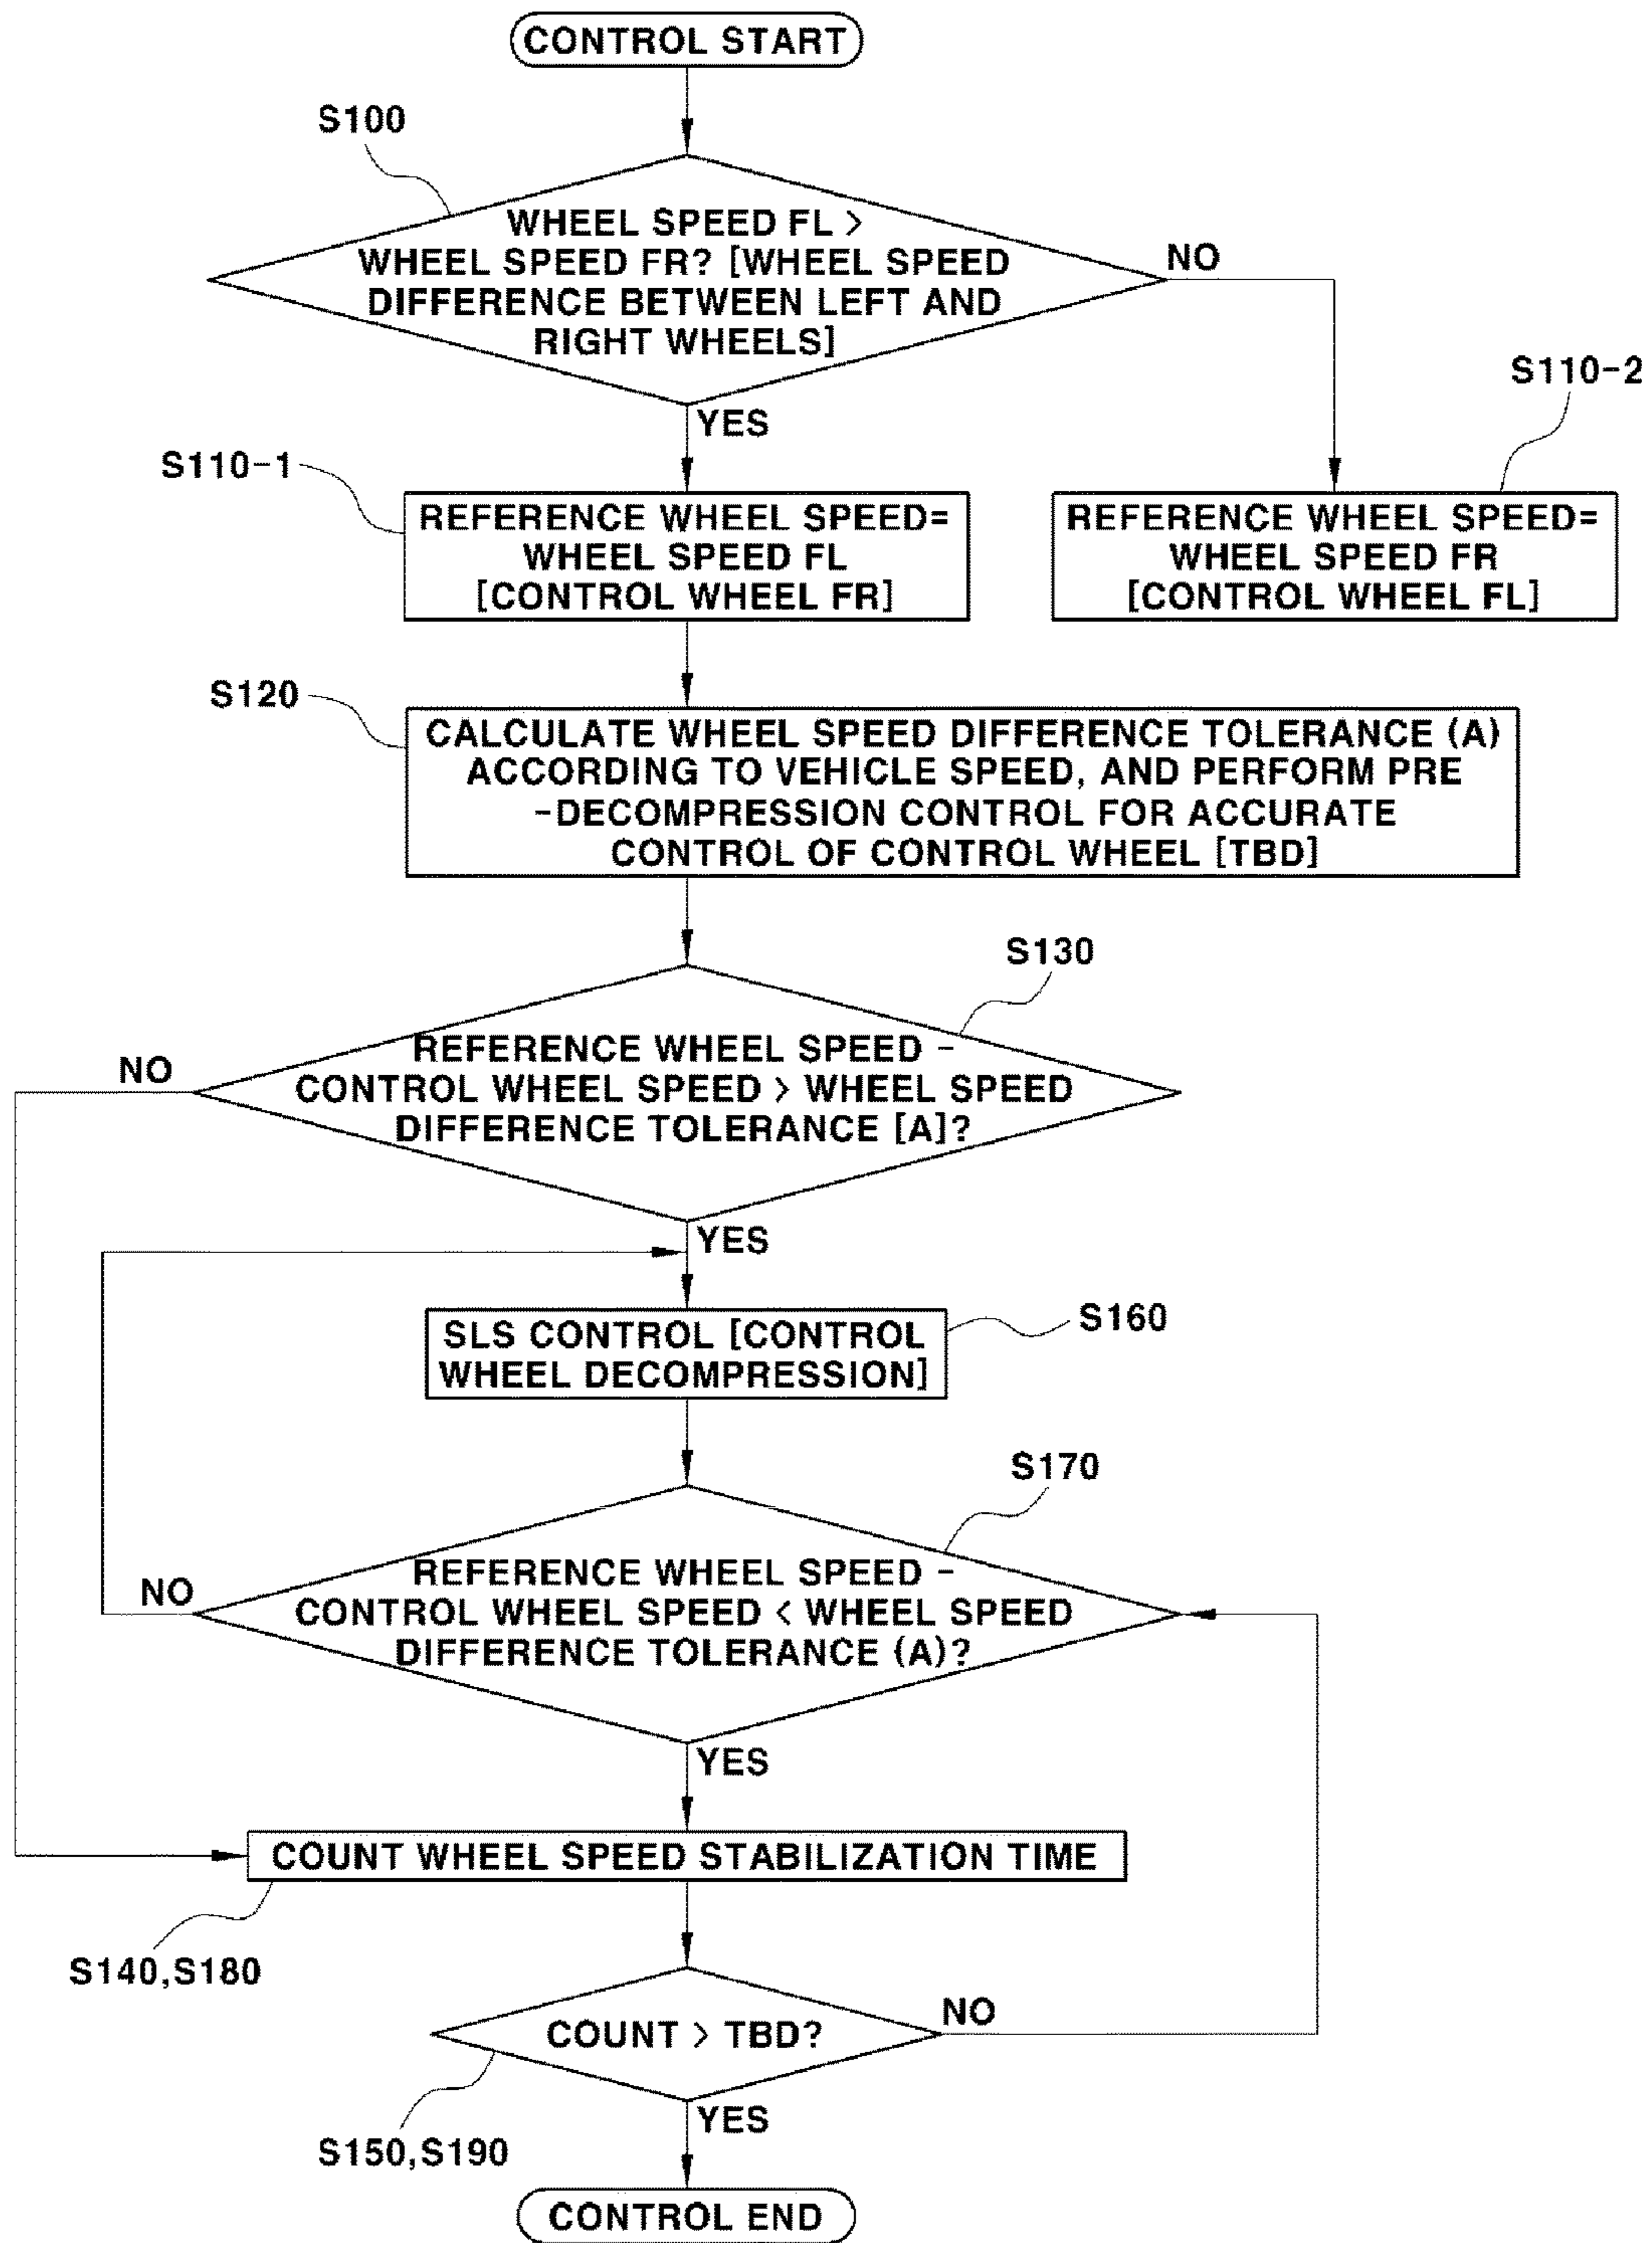 CONTROL START
S100
WHEEL SPEED FL >
WHEEL SPEED FR? [WHEEL SPEED
DIFFERENCE BETWEEN LEFT AND
RIGHT WHEELS]
NO
YES
S110-1
REFERENCE WHEEL SPEED=
WHEEL SPEED FL
[CONTROL WHEEL FR]
S110-2
REFERENCE WHEEL SPEED=
WHEEL SPEED FR
[CONTROL WHEEL FL]
S120
CALCULATE WHEEL SPEED DIFFERENCE TOLERANCE (A)
ACCORDING TO VEHICLE SPEED, AND PERFORM PRE
-DECOMPRESSION CONTROL FOR ACCURATE
CONTROL OF CONTROL WHEEL [TBD]
S130
REFERENCE WHEEL SPEED -
CONTROL WHEEL SPEED > WHEEL SPEED
DIFFERENCE TOLERANCE [A]?
NO
YES
SLS CONTROL [CONTROL
WHEEL DECOMPRESSION]
S160
S170
REFERENCE WHEEL SPEED -
CONTROL WHEEL SPEED < WHEEL SPEED
DIFFERENCE TOLERANCE (A)?
NO
YES
COUNT WHEEL SPEED STABILIZATION TIME
S140,S180
COUNT > TBD?
NO
S150,S190
YES
CONTROL END